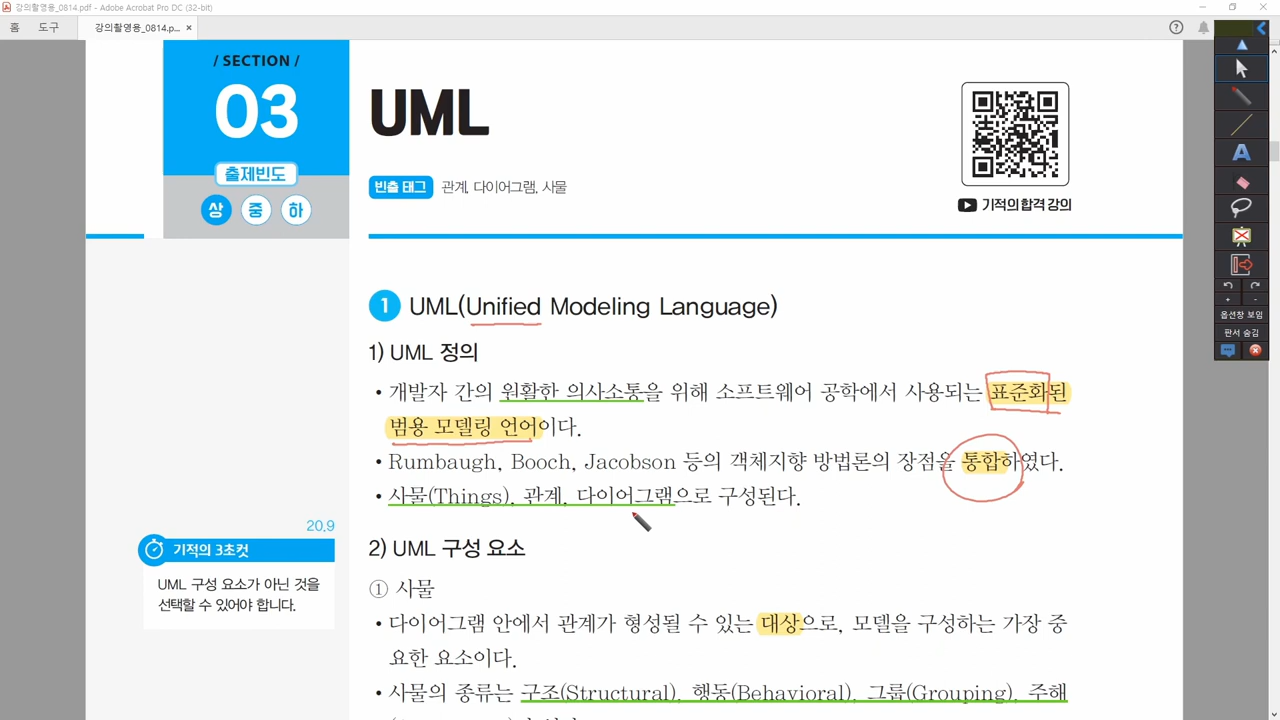 강의촬영용_0814.pdf - Adobe Acrobat Pro DC (32-bit)
홈 도구 강의촬영용_0814.p... ×
/ SECTION /
03
출제빈도
상 중 하
UML
빈출 태그 관계, 다이어그램, 사물
기적의 합격 강의
옵션창 보임
판서 숨김
1 UML(Unified Modeling Language)
1) UML 정의
• 개발자 간의 원활한 의사소통을 위해 소프트웨어 공학에서 사용되는 표준화된
범용 모델링 언어이다.
• Rumbaugh, Booch, Jacobson 등의 객체지향 방법론의 장점을 통합하였다.
• 사물(Things), 관계, 다이어그램으로 구성된다.
20.9
기적의 3초컷
UML 구성 요소가 아닌 것을
선택할 수 있어야 합니다.
2) UML 구성 요소
① 사물
• 다이어그램 안에서 관계가 형성될 수 있는 대상으로, 모델을 구성하는 가장 중
요한 요소이다.
• 사물의 종류는 구조(Structural), 행동(Behavioral), 그룹(Grouping), 주해